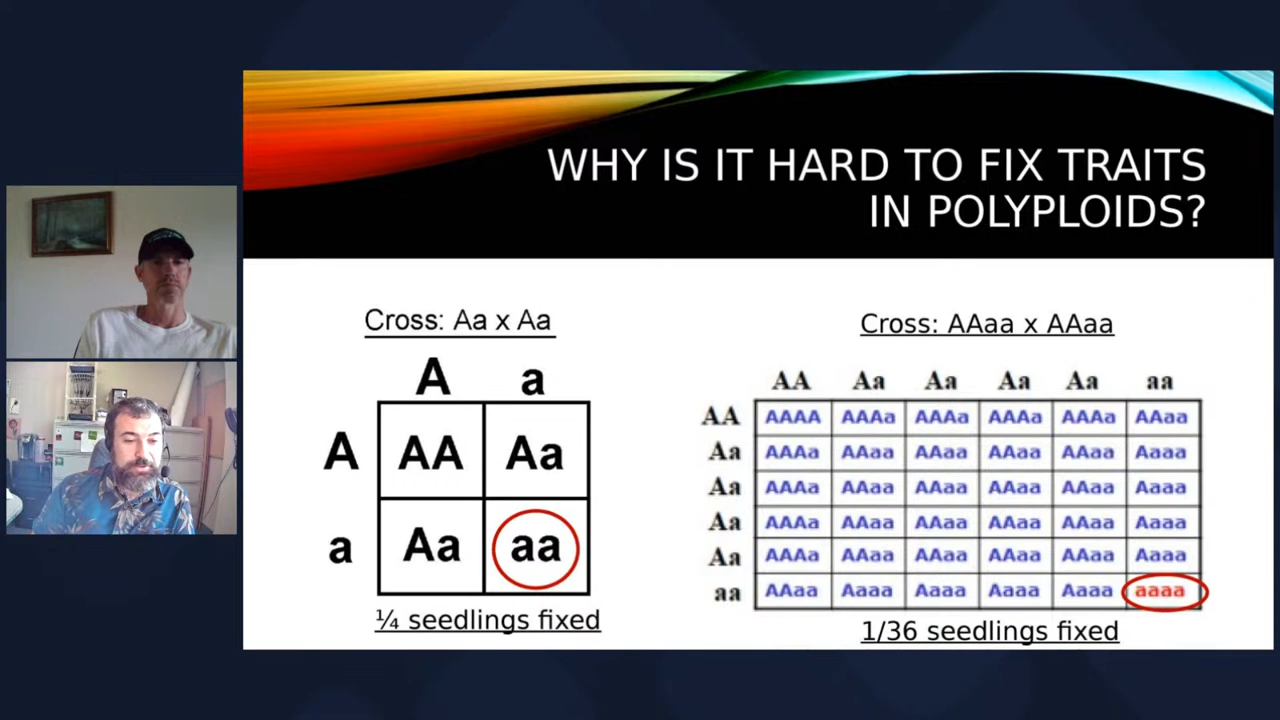 WHY IS IT HARD TO FIX TRAITS
IN POLYPLOIDS?
Cross: Aa x Aa
A a
A AA Aa
a Aa aa
¼ seedlings fixed
Cross: AAaa x AAaa
AA Aa Aa Aa Aa aa
AA AAAA AAAa AAAa AAAa AAAa AAaa
Aa AAAa AAaa AAaa AAaa AAaa Aaaa
Aa AAAa AAaa AAaa AAaa AAaa Aaaa
Aa AAAa AAaa AAaa AAaa AAaa Aaaa
Aa AAAa AAaa AAaa AAaa AAaa Aaaa
aa AAaa Aaaa Aaaa Aaaa Aaaa aaaa
1/36 seedlings fixed